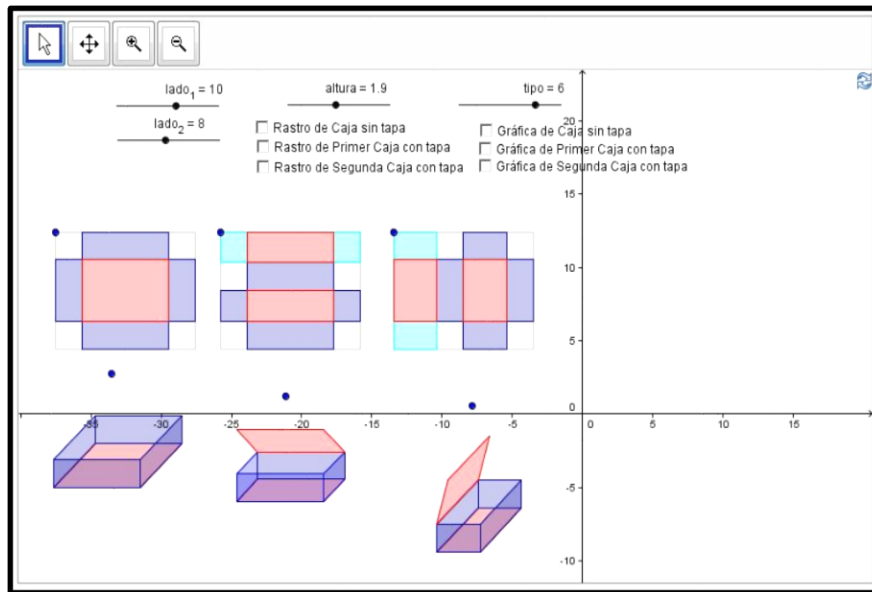 lado₁ = 10 altura = 1.9 tipo = 6
lado₂ = 8
Rastro de Caja sin tapa Gráfica de Caja sin tapa
Rastro de Primer Caja con tapa Gráfica de Primer Caja con tapa
Rastro de Segunda Caja con tapa Gráfica de Segunda Caja con tapa
20
15
10
5
0
-35 -30 -25 -20 -15 -10 -5 0 5 10 15
-5
-10